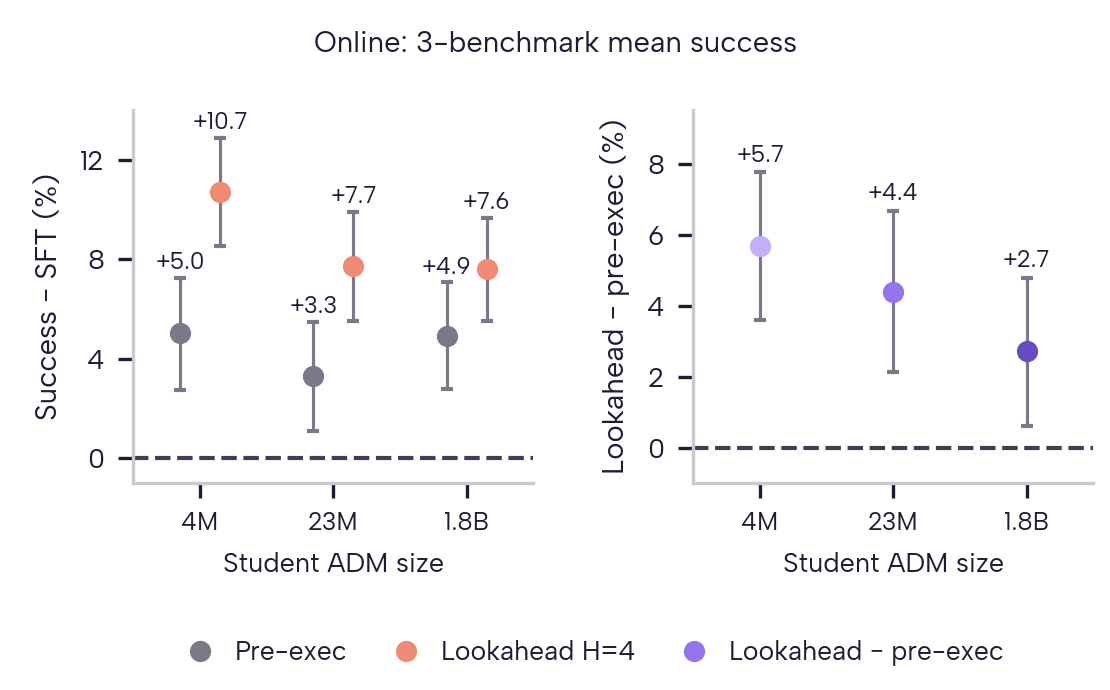 Online: 3-benchmark mean success
Success - SFT (%)
12
8
4
0
+10.7
+5.0
+7.7
+3.3
+7.6
+4.9
4M
23M
1.8B
Student ADM size
Lookahead - pre-exec (%)
8
6
4
2
0
+5.7
+4.4
+2.7
4M
23M
1.8B
Student ADM size
Pre-exec
Lookahead H=4
Lookahead - pre-exec